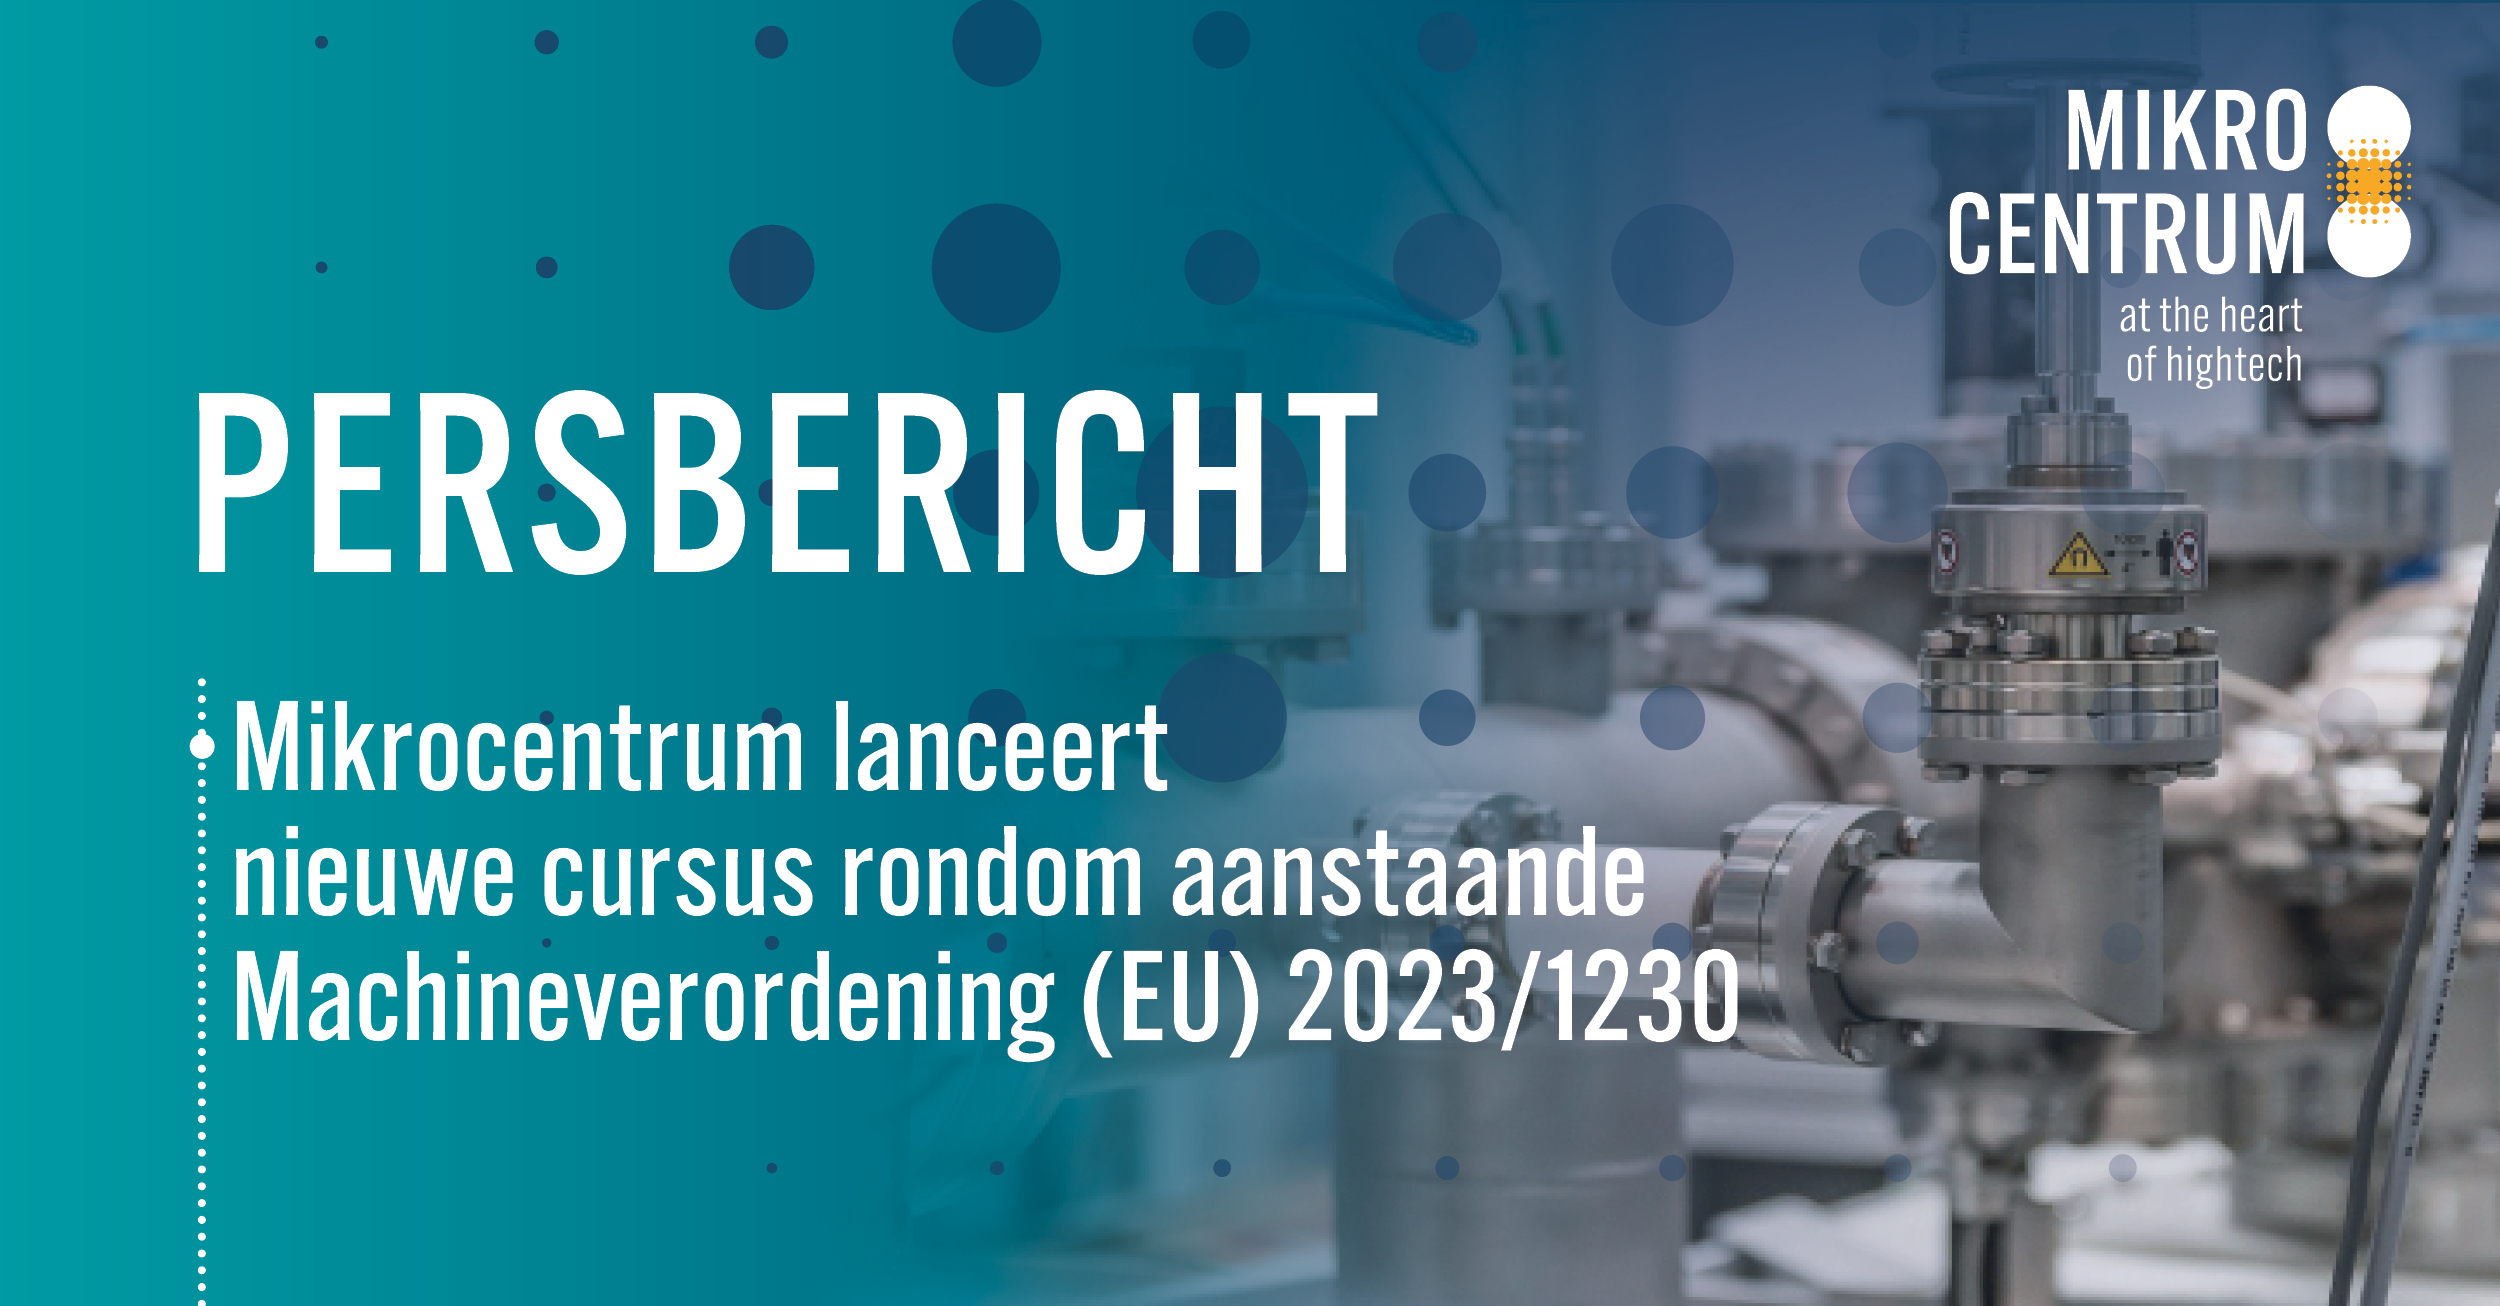 MIKRO
CENTRUM
at the heart
of hightech
PERSBERICHT
Mikrocentrum lanceert
nieuwe cursus rondom aanstaande
Machineverordening (EU) 2023/1230